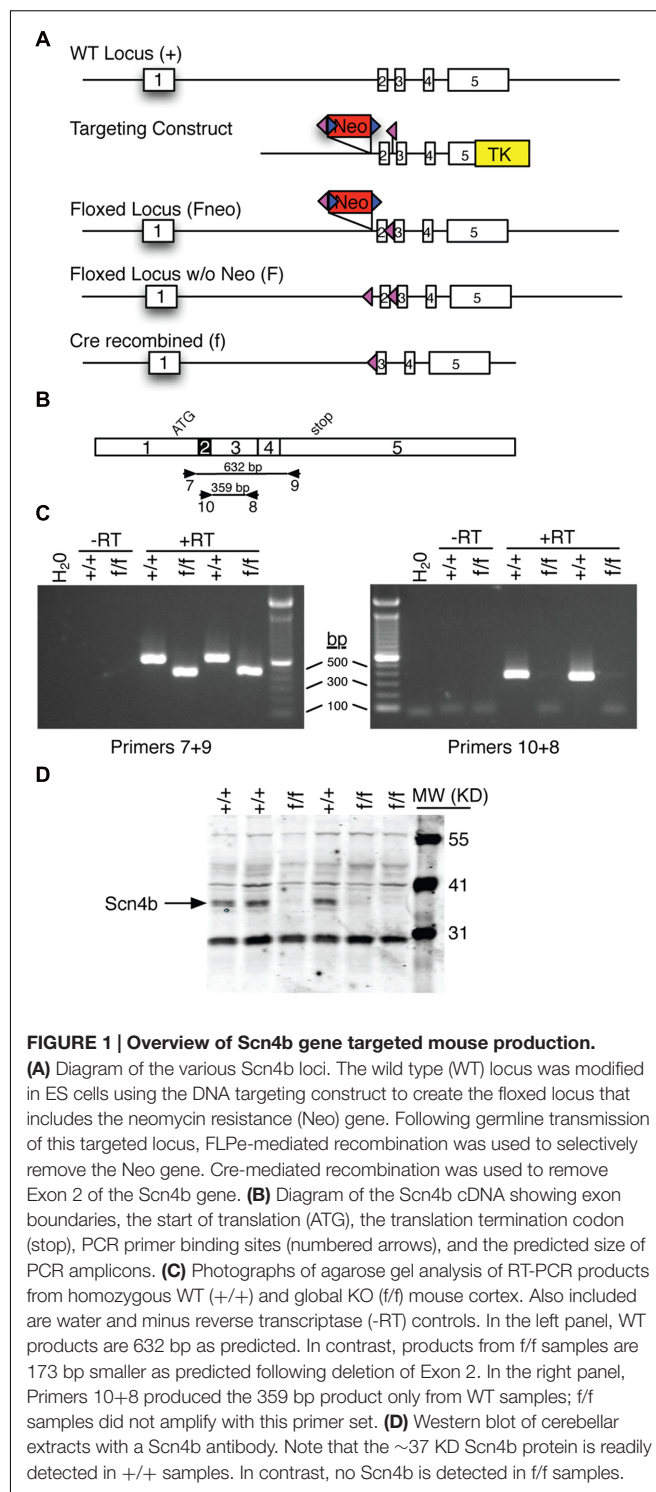 A
WT Locus (+)
1 2 3 4 5
Targeting Construct
Neo
2 3 4 5 TK
Floxed Locus (Fneo)
Neo
1 2 3 4 5
Floxed Locus w/o Neo (F)
1 2 3 4 5
Cre recombined (f)
1 3 4 5
B
ATG stop
1 2 3 4 5
632 bp
7 9
359 bp
10 8
C
-RT +RT
H20 +/+ f/f +/+ f/f +/+ f/f
bp
500
300
100
Primers 7+9
-RT +RT
H20 +/+ f/f +/+ f/f +/+ f/f
Primers 10+8
D
+/+ +/+ f/f +/+ f/f f/f MW (KD)
55
41
31
Scn4b
FIGURE 1 | Overview of Scn4b gene targeted mouse production.
(A) Diagram of the various Scn4b loci. The wild type (WT) locus was modified
in ES cells using the DNA targeting construct to create the floxed locus that
includes the neomycin resistance (Neo) gene. Following germline transmission
of this targeted locus, FLPe-mediated recombination was used to selectively
remove the Neo gene. Cre-mediated recombination was used to remove
Exon 2 of the Scn4b gene. (B) Diagram of the Scn4b cDNA showing exon
boundaries, the start of translation (ATG), the translation termination codon
(stop), PCR primer binding sites (numbered arrows), and the predicted size of
PCR amplicons. (C) Photographs of agarose gel analysis of RT-PCR products
from homozygous WT (+/+) and global KO (f/f) mouse cortex. Also included
are water and minus reverse transcriptase (-RT) controls. In the left panel, WT
products are 632 bp as predicted. In contrast, products from f/f samples are
173 bp smaller as predicted following deletion of Exon 2. In the right panel,
Primers 10+8 produced the 359 bp product only from WT samples; f/f
samples did not amplify with this primer set. (D) Western blot of cerebellar
extracts with a Scn4b antibody. Note that the ∼37 KD Scn4b protein is readily
detected in +/+ samples. In contrast, no Scn4b is detected in f/f samples.